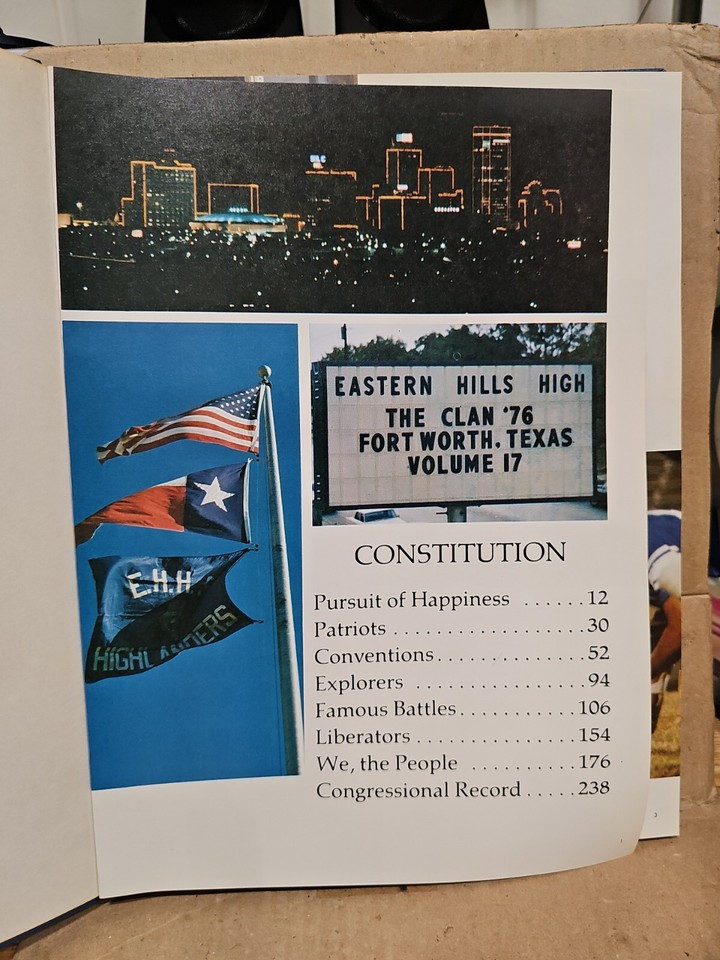 EASTERN HILLS HIGH
THE CLAN '76
FORT WORTH. TEXAS
VOLUME 17
E.H.H.
HIGHLANDERS
CONSTITUTION
Pursuit of Happiness ......12
Patriots ..................30
Conventions..............52
Explorers ................94
Famous Battles...........106
Liberators ...............154
We, the People ..........176
Congressional Record .....238
3